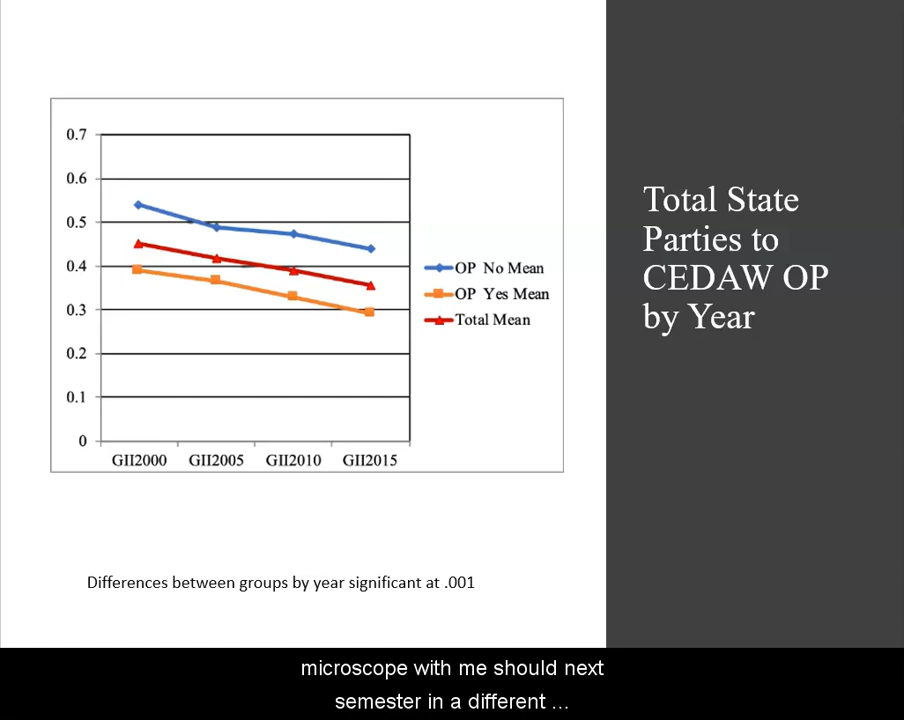 Total State
Parties to
CEDAW OP
by Year
0.7
0.6
0.5
0.4
0.3
0.2
0.1
0
GII2000 GII2005 GII2010 GII2015
OP No Mean
OP Yes Mean
Total Mean
Differences between groups by year significant at .001
microscope with me should next
semester in a different ...